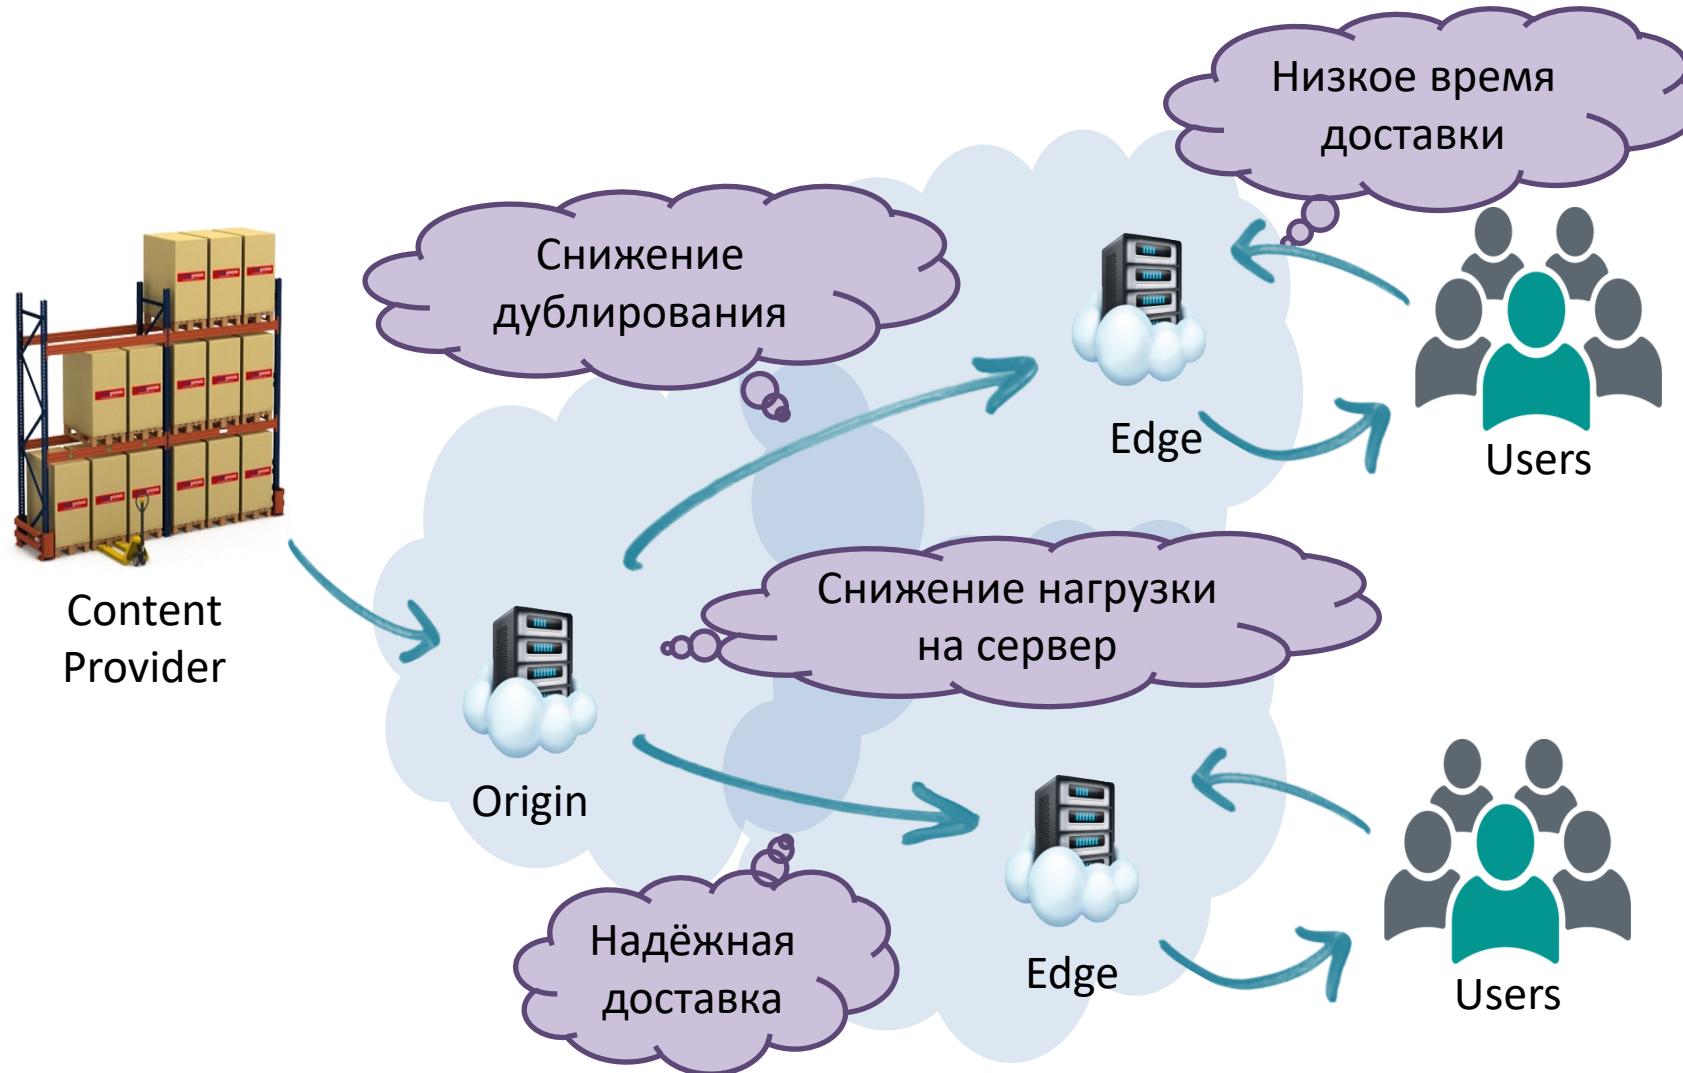 Низкое время
доставки
Снижение
дублирования
Edge
Users
Content
Provider
Снижение нагрузки
на сервер
Origin
Надёжная
доставка
Edge
Users